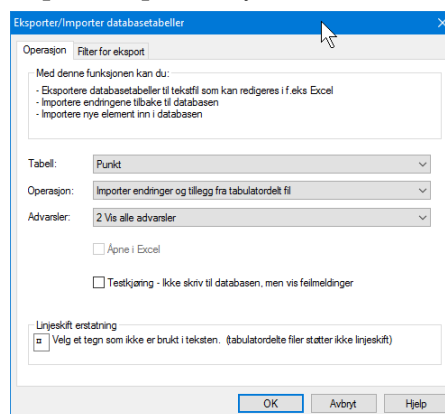 Eksporter/Importer databasetabeller
Operasjon Filter for eksport
Med denne funksjonen kan du:
- Eksportere databasetabeller til tekstfil som kan redigeres i f.eks Excel
- Importere endringene tilbake til databasen
- Importere nye element inn i databasen
Tabell: Punkt
Operasjon: Importer endringer og tillegg fra tabulatordelt fil
Advarsler: 2 Vis alle advarsler
Åpne i Excel
Testkjøring - Ikke skriv til databasen, men vis feilmeldinger
Linjeskift erstatning
¤ Velg et tegn som ikke er brukt i teksten. (tabulatordelte filer støtter ikke linjeskift)
OK Avbryt Hjelp